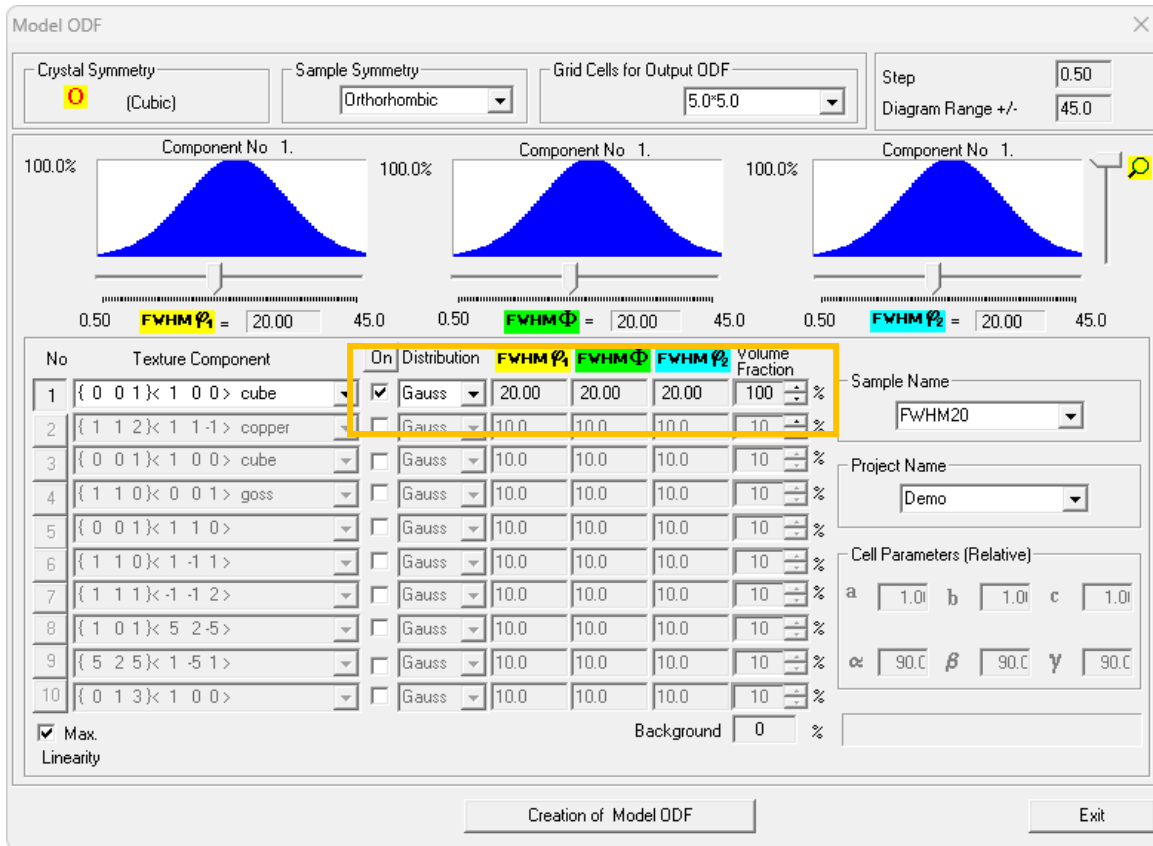 Model ODF
Crystal Symmetry
O (Cubic)
Sample Symmetry
Orthorhombic
Grid Cells for Output ODF
5.0*5.0
Step 0.50
Diagram Range +/- 45.0
Component No 1. Component No 1. Component No 1.
100.0% 100.0% 100.0%
0.50 FWHM φ1 = 20.00 45.0 0.50 FWHM Φ = 20.00 45.0 0.50 FWHM φ2 = 20.00 45.0
No Texture Component On Distribution FWHM φ1 FWHM Φ FWHM φ2 Volume Fraction
1 { 0 0 1}< 1 0 0> cube Gauss 20.00 20.00 20.00 100 %
2 { 1 1 2}< 1 1 -1> copper Gauss 10.0 10.0 10.0 10 %
3 { 0 0 1}< 1 0 0> cube Gauss 10.0 10.0 10.0 10 %
4 { 1 1 0}< 0 0 1> goss Gauss 10.0 10.0 10.0 10 %
5 { 0 0 1}< 1 1 0> Gauss 10.0 10.0 10.0 10 %
6 { 1 1 0}< 1 -1 1> Gauss 10.0 10.0 10.0 10 %
7 { 1 1 1}< -1 -1 2> Gauss 10.0 10.0 10.0 10 %
8 { 1 0 1}< 5 2 -5> Gauss 10.0 10.0 10.0 10 %
9 { 5 2 5}< 1 -5 1> Gauss 10.0 10.0 10.0 10 %
10 { 0 1 3}< 1 0 0> Gauss 10.0 10.0 10.0 10 %
Max.
Linearity
Background 0 %
Sample Name
FWHM20
Project Name
Demo
Cell Parameters (Relative)
a 1.0 b 1.0 c 1.0
α 90. β 90. γ 90.
Creation of Model ODF
Exit